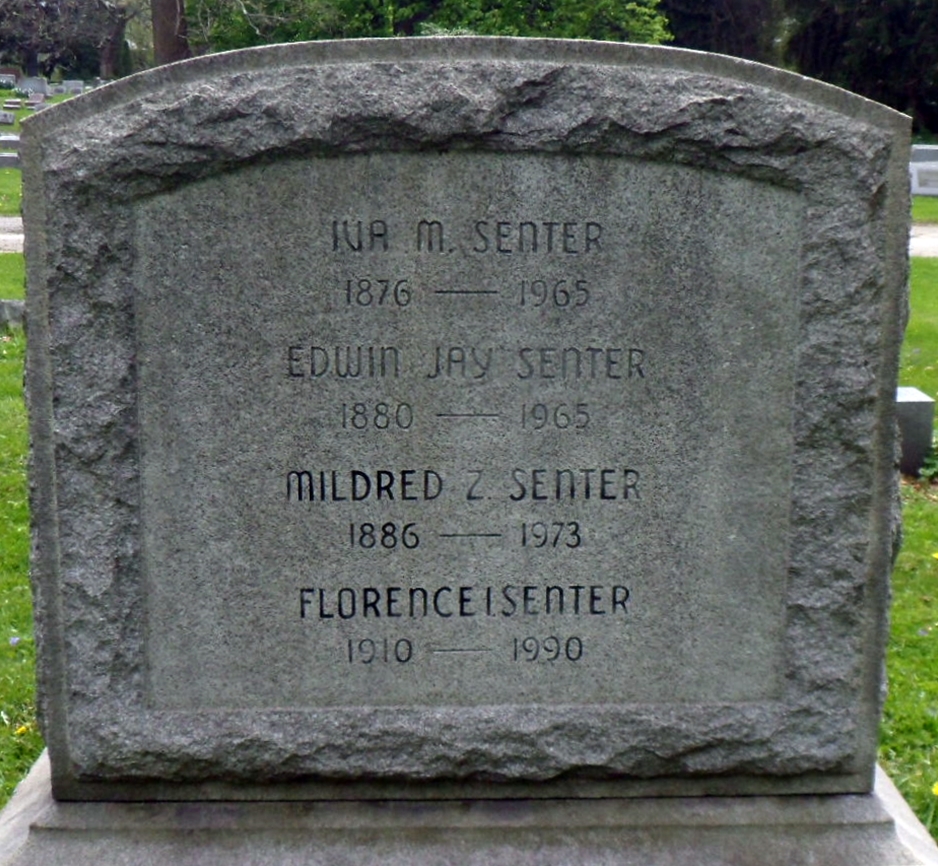 IVA M. SENTER
1876 — 1965
EDWIN JAY SENTER
1880 — 1965
MILDRED Z. SENTER
1886 — 1973
FLORENCE I. SENTER
1910 — 1990